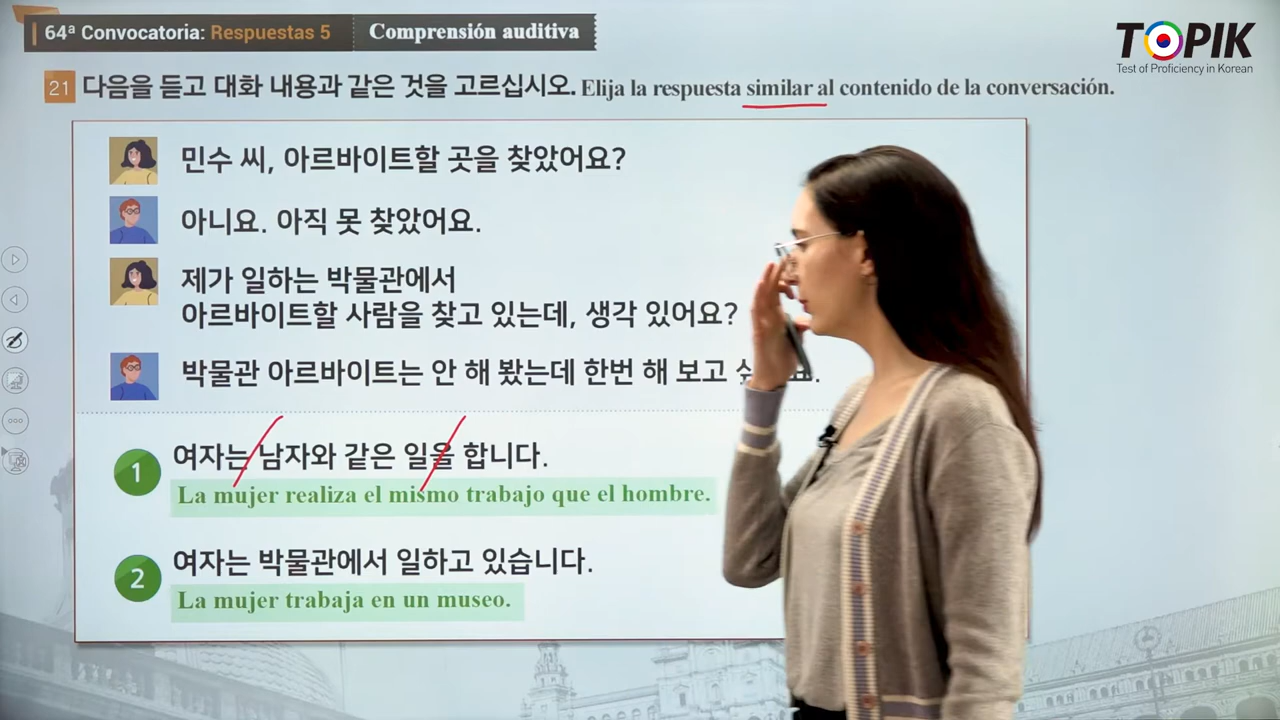 64ª Convocatoria: Respuestas 5 Comprensión auditiva
TOPIK
Test of Proficiency in Korean
21 다음을 듣고 대화 내용과 같은 것을 고르십시오. Elija la respuesta similar al contenido de la conversación.
민수 씨, 아르바이트할 곳을 찾았어요?
아니요. 아직 못 찾았어요.
제가 일하는 박물관에서
아르바이트할 사람을 찾고 있는데, 생각 있어요?
박물관 아르바이트는 안 해 봤는데 한번 해 보고
1 여자는 남자와 같은 일을 합니다.
La mujer realiza el mismo trabajo que el hombre.
2 여자는 박물관에서 일하고 있습니다.
La mujer trabaja en un museo.